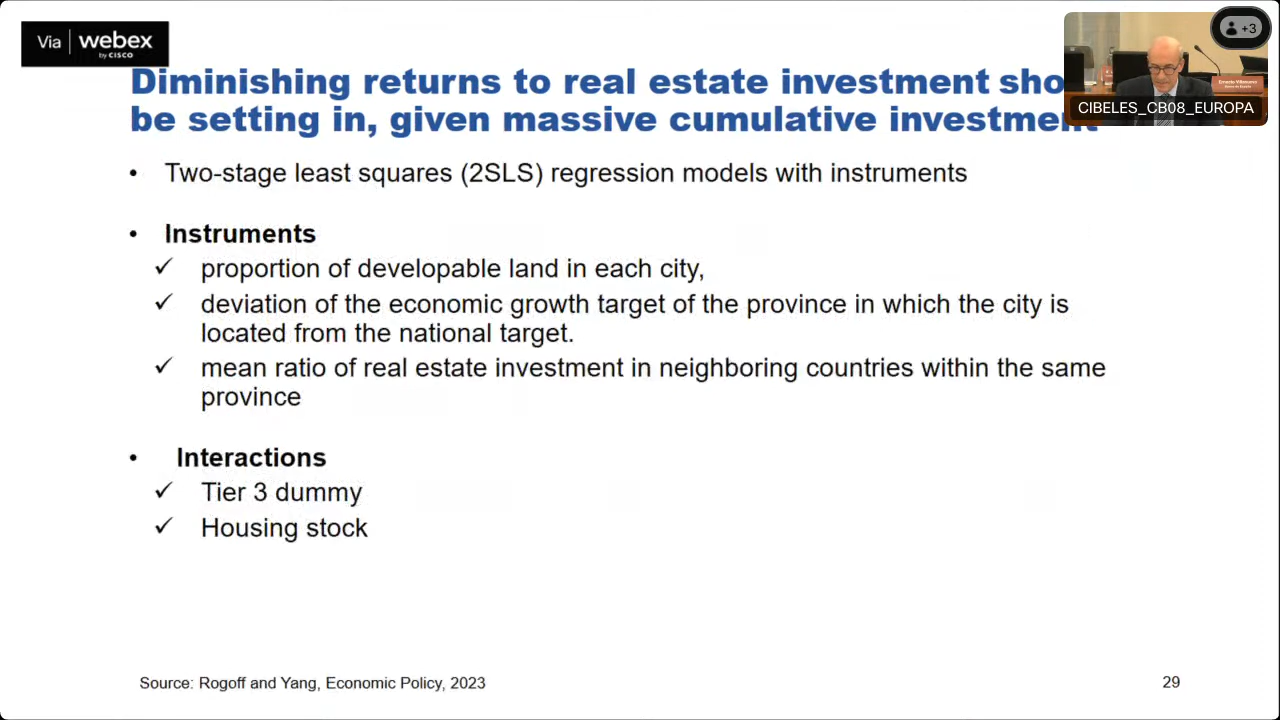 Via webex
by CISCO
+3
Ernesto Villanueva
CIBELES_CB08_EUROPA
Diminishing returns to real estate investment sho
be setting in, given massive cumulative investment
• Two-stage least squares (2SLS) regression models with instruments
• Instruments
✓ proportion of developable land in each city,
✓ deviation of the economic growth target of the province in which the city is
located from the national target.
✓ mean ratio of real estate investment in neighboring countries within the same
province
• Interactions
✓ Tier 3 dummy
✓ Housing stock
Source: Rogoff and Yang, Economic Policy, 2023
29